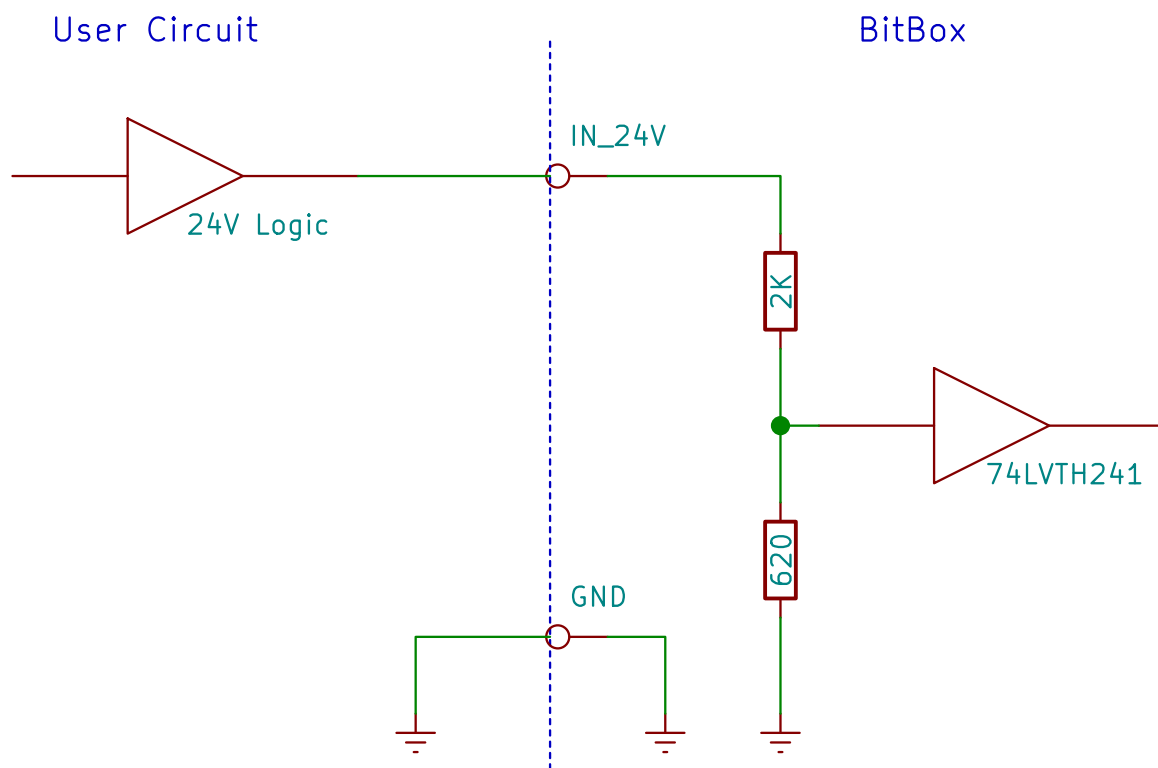 User Circuit
BitBox
IN_24V
24V Logic
2K
74LVTH241
620
GND